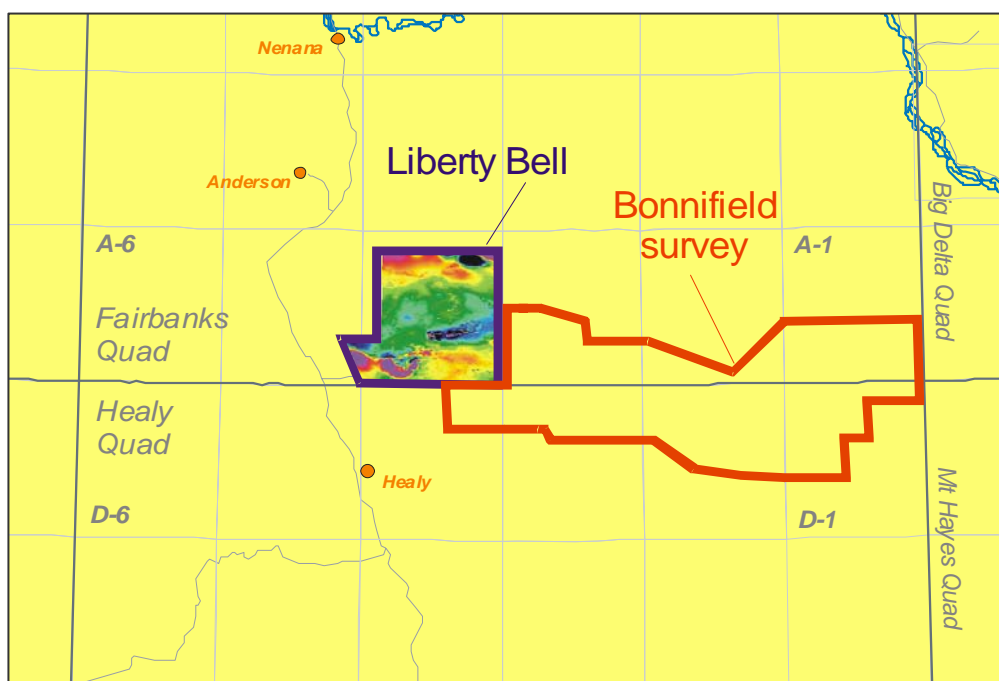 Nenana
Anderson
Liberty Bell
Bonnifield
survey
A-6
A-1
Big Delta Quad
Fairbanks
Quad
Healy
Quad
Healy
D-6
D-1
Mt Hayes Quad